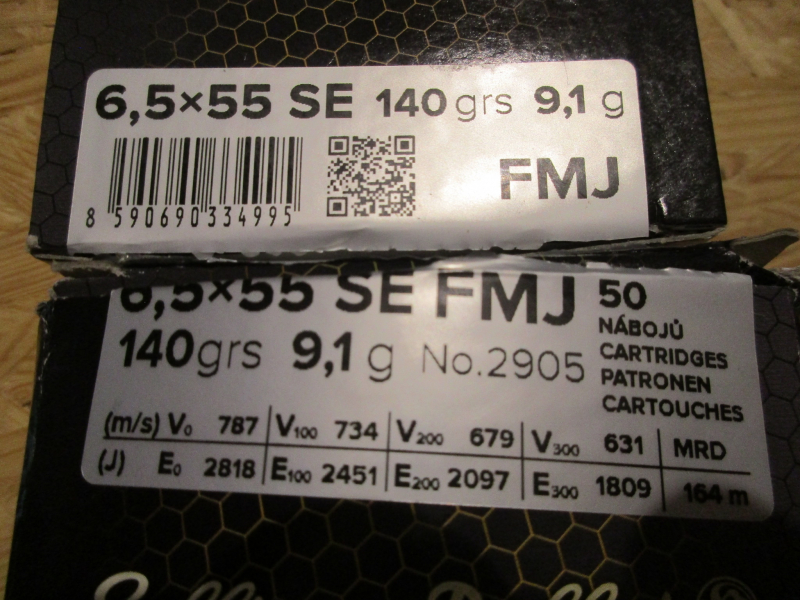 6,5×55 SE 140 grs 9,1 g
FMJ
8 590690 334995
6,5×55 SE FMJ 50
140grs 9,1 g No.2905
NÁBOJŮ
CARTRIDGES
PATRONEN
CARTOUCHES
(m/s) V₀ 787 V₁₀₀ 734 V₂₀₀ 679 V₃₀₀ 631 MRD
(J) E₀ 2818 E₁₀₀ 2451 E₂₀₀ 2097 E₃₀₀ 1809 164 m